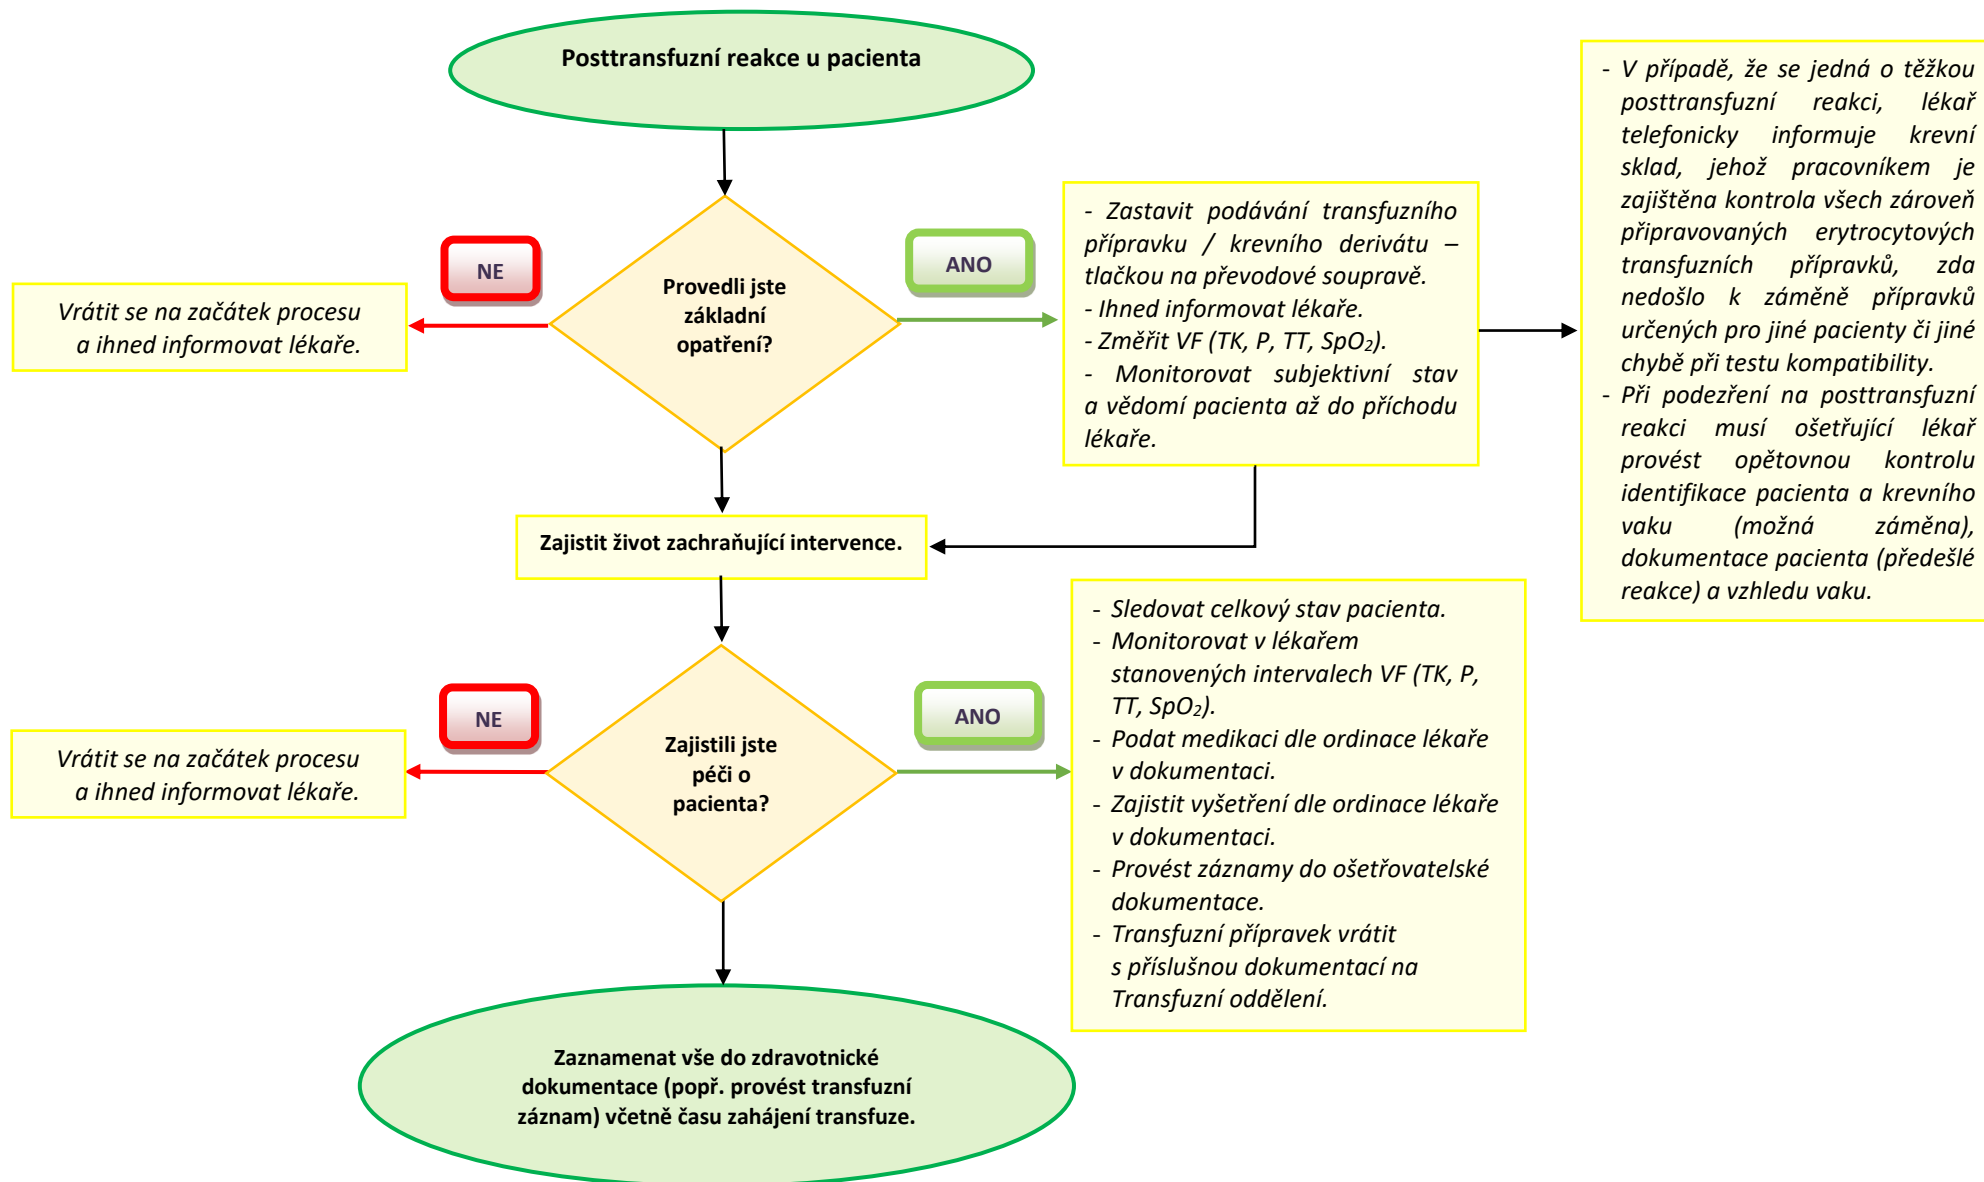 Posttransfuzní reakce u pacienta
- V případě, že se jedná o těžkou
posttransfuzní reakci, lékař
telefonicky informuje krevní
sklad, jehož pracovníkem je
zajištěna kontrola všech zároveň
připravovaných erytrocytových
transfuzních přípravků, zda
nedošlo k záměně přípravků
určených pro jiné pacienty či jiné
chybě při testu kompatibility.
- Při podezření na posttransfuzní
reakci musí ošetřující lékař
provést opětovnou kontrolu
identifikace pacienta a krevního
vaku (možná záměna),
dokumentace pacienta (předešlé
reakce) a vzhledu vaku.
NE
Provedli jste
základní
opatření?
ANO
Vrátit se na začátek procesu
a ihned informovat lékaře.
- Zastavit podávání transfuzního
přípravku / krevního derivátu –
tlačkou na převodové soupravě.
- Ihned informovat lékaře.
- Změřit VF (TK, P, TT, SpO₂).
- Monitorovat subjektivní stav
a vědomí pacienta až do příchodu
lékaře.
Zajistit život zachraňující intervence.
NE
Zajistili jste
péči o
pacienta?
ANO
Vrátit se na začátek procesu
a ihned informovat lékaře.
- Sledovat celkový stav pacienta.
- Monitorovat v lékařem
stanovených intervalech VF (TK, P,
TT, SpO₂).
- Podat medikaci dle ordinace lékaře
v dokumentaci.
- Zajistit vyšetření dle ordinace lékaře
v dokumentaci.
- Provést záznamy do ošetřovatelské
dokumentace.
- Transfuzní přípravek vrátit
s příslušnou dokumentací na
Transfuzní oddělení.
Zaznamenat vše do zdravotnické
dokumentace (popř. provést transfuzní
záznam) včetně času zahájení transfuze.